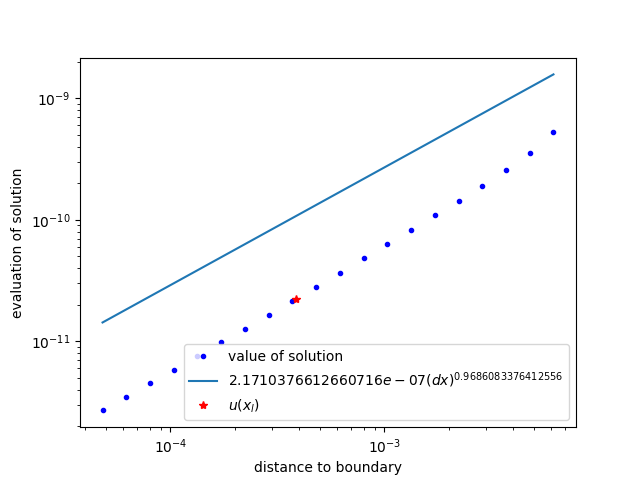 10⁻⁹
10⁻¹⁰
10⁻¹¹
evaluation of solution
value of solution
2.1710376612660716e − 07(dx)^0.9686083376412556
u(x_l)
10⁻⁴
10⁻³
distance to boundary